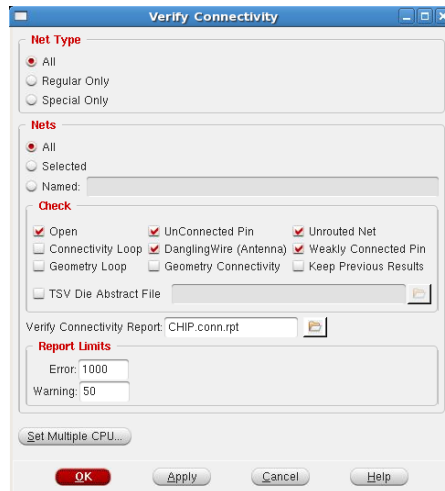 Verify Connectivity
Net Type
All
Regular Only
Special Only
Nets
All
Selected
Named:
Check
Open UnConnected Pin Unrouted Net
Connectivity Loop DanglingWire (Antenna) Weakly Connected Pin
Geometry Loop Geometry Connectivity Keep Previous Results
TSV Die Abstract File
Verify Connectivity Report: CHIP.conn.rpt
Report Limits
Error: 1000
Warning: 50
Set Multiple CPU...
OK Apply Cancel Help